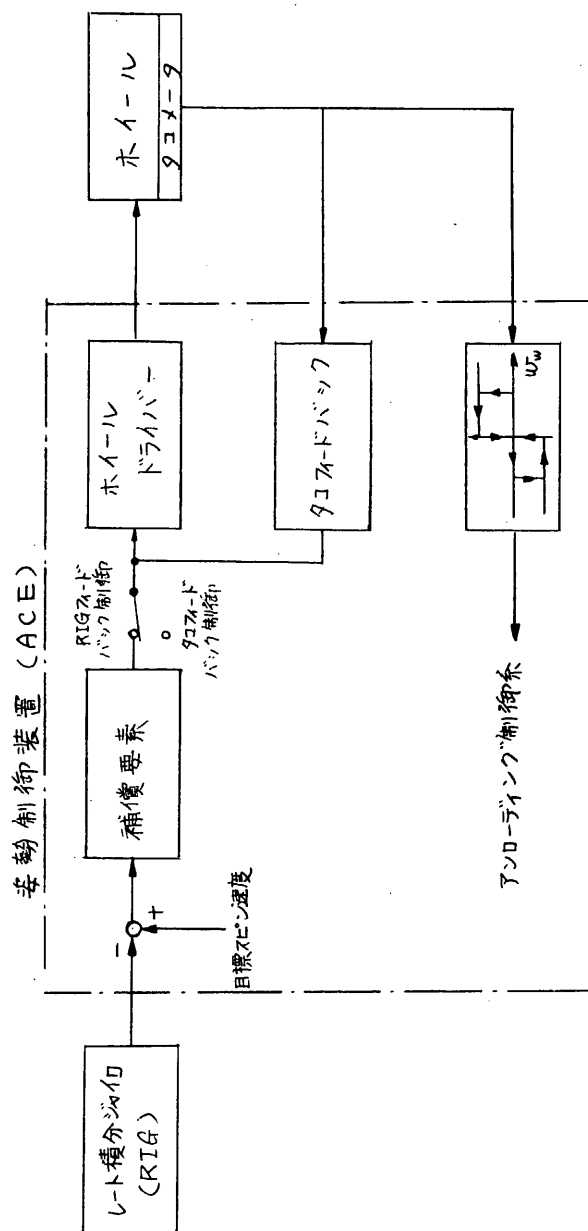 姿勢制御装置 (ACE)
レート積分ジャイロ
(RIG)
－
＋
目標スピン速度
補償要素
RIGフィード
バック制御
タコフィード
バック制御
ホイール
ドライバー
ホイール
タコメータ
タコフィードバック
ωw
アンローディング制御系